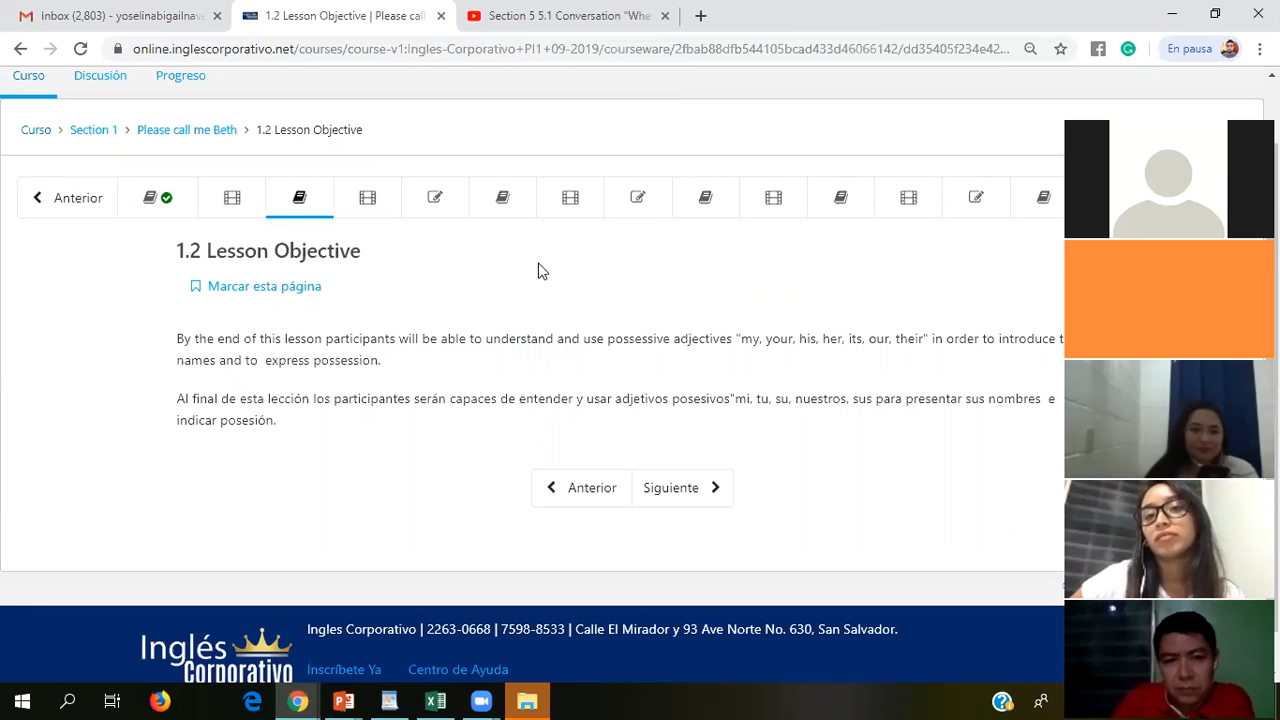 Inbox (2,803) - yoselinabigailnave
1.2 Lesson Objective | Please call
Section 5 5.1 Conversation "Whe
online.inglescorporativo.net/courses/course-v1:Ingles-Corporativo+PI1+09-2019/courseware/2fbab88dfb544105bcad433d46066142/dd35405f234e42...
En pausa
Curso
Discusión
Progreso
Curso > Section 1 > Please call me Beth > 1.2 Lesson Objective
Anterior
1.2 Lesson Objective
Marcar esta página
By the end of this lesson participants will be able to understand and use possessive adjectives "my, your, his, her, its, our, their" in order to introduce t
names and to express possession.
Al final de esta lección los participantes serán capaces de entender y usar adjetivos posesivos"mi, tu, su, nuestros, sus para presentar sus nombres e
indicar posesión.
Anterior
Siguiente
Inglés
Corporativo
Ingles Corporativo | 2263-0668 | 7598-8533 | Calle El Mirador y 93 Ave Norte No. 630, San Salvador.
Inscríbete Ya
Centro de Ayuda